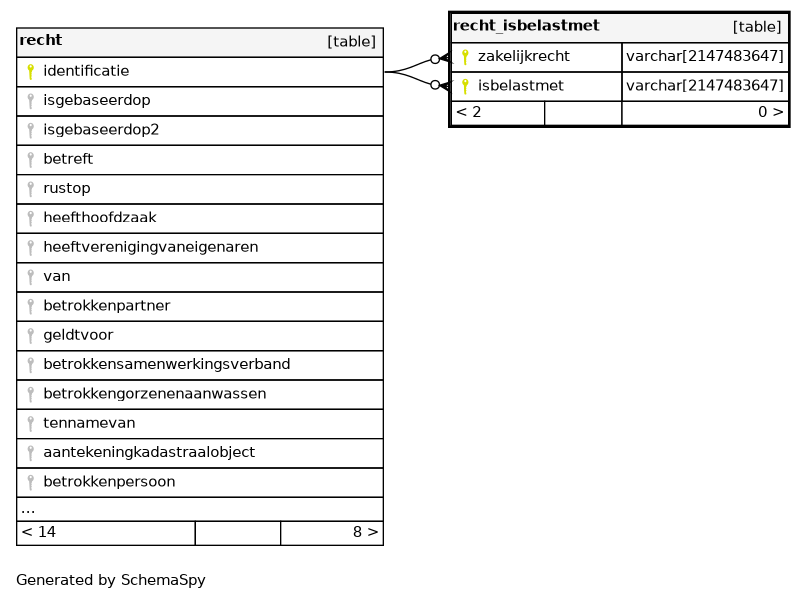 recht [table]
identificatie
isgebaseerdop
isgebaseerdop2
betreft
rustop
heefthoofdzaak
heeftverenigingvaneigenaren
van
betrokkenpartner
geldtvoor
betrokkensamenwerkingsverband
betrokkengorzenenaanwassen
tennamevan
aantekeningkadastraalobject
betrokkenpersoon
...
< 14 8 >
recht_isbelastmet [table]
zakelijkrecht varchar[2147483647]
isbelastmet varchar[2147483647]
< 2 0 >
Generated by SchemaSpy